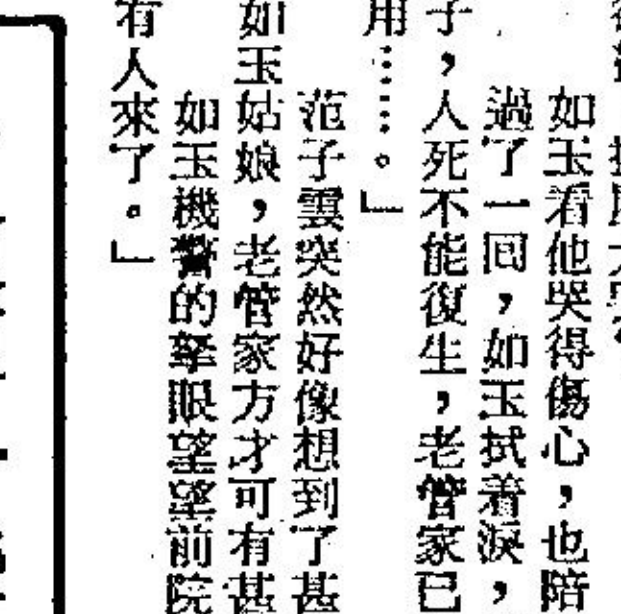 如玉看他哭得傷心，也陪
過了一囘，如玉拭着淚，
子，人死不能復生，老管家已
用……。」
范子雲突然好像想到了甚
如玉姑娘，老管家方才可有甚
如玉機警的擧眼望望前院
有人來了。」